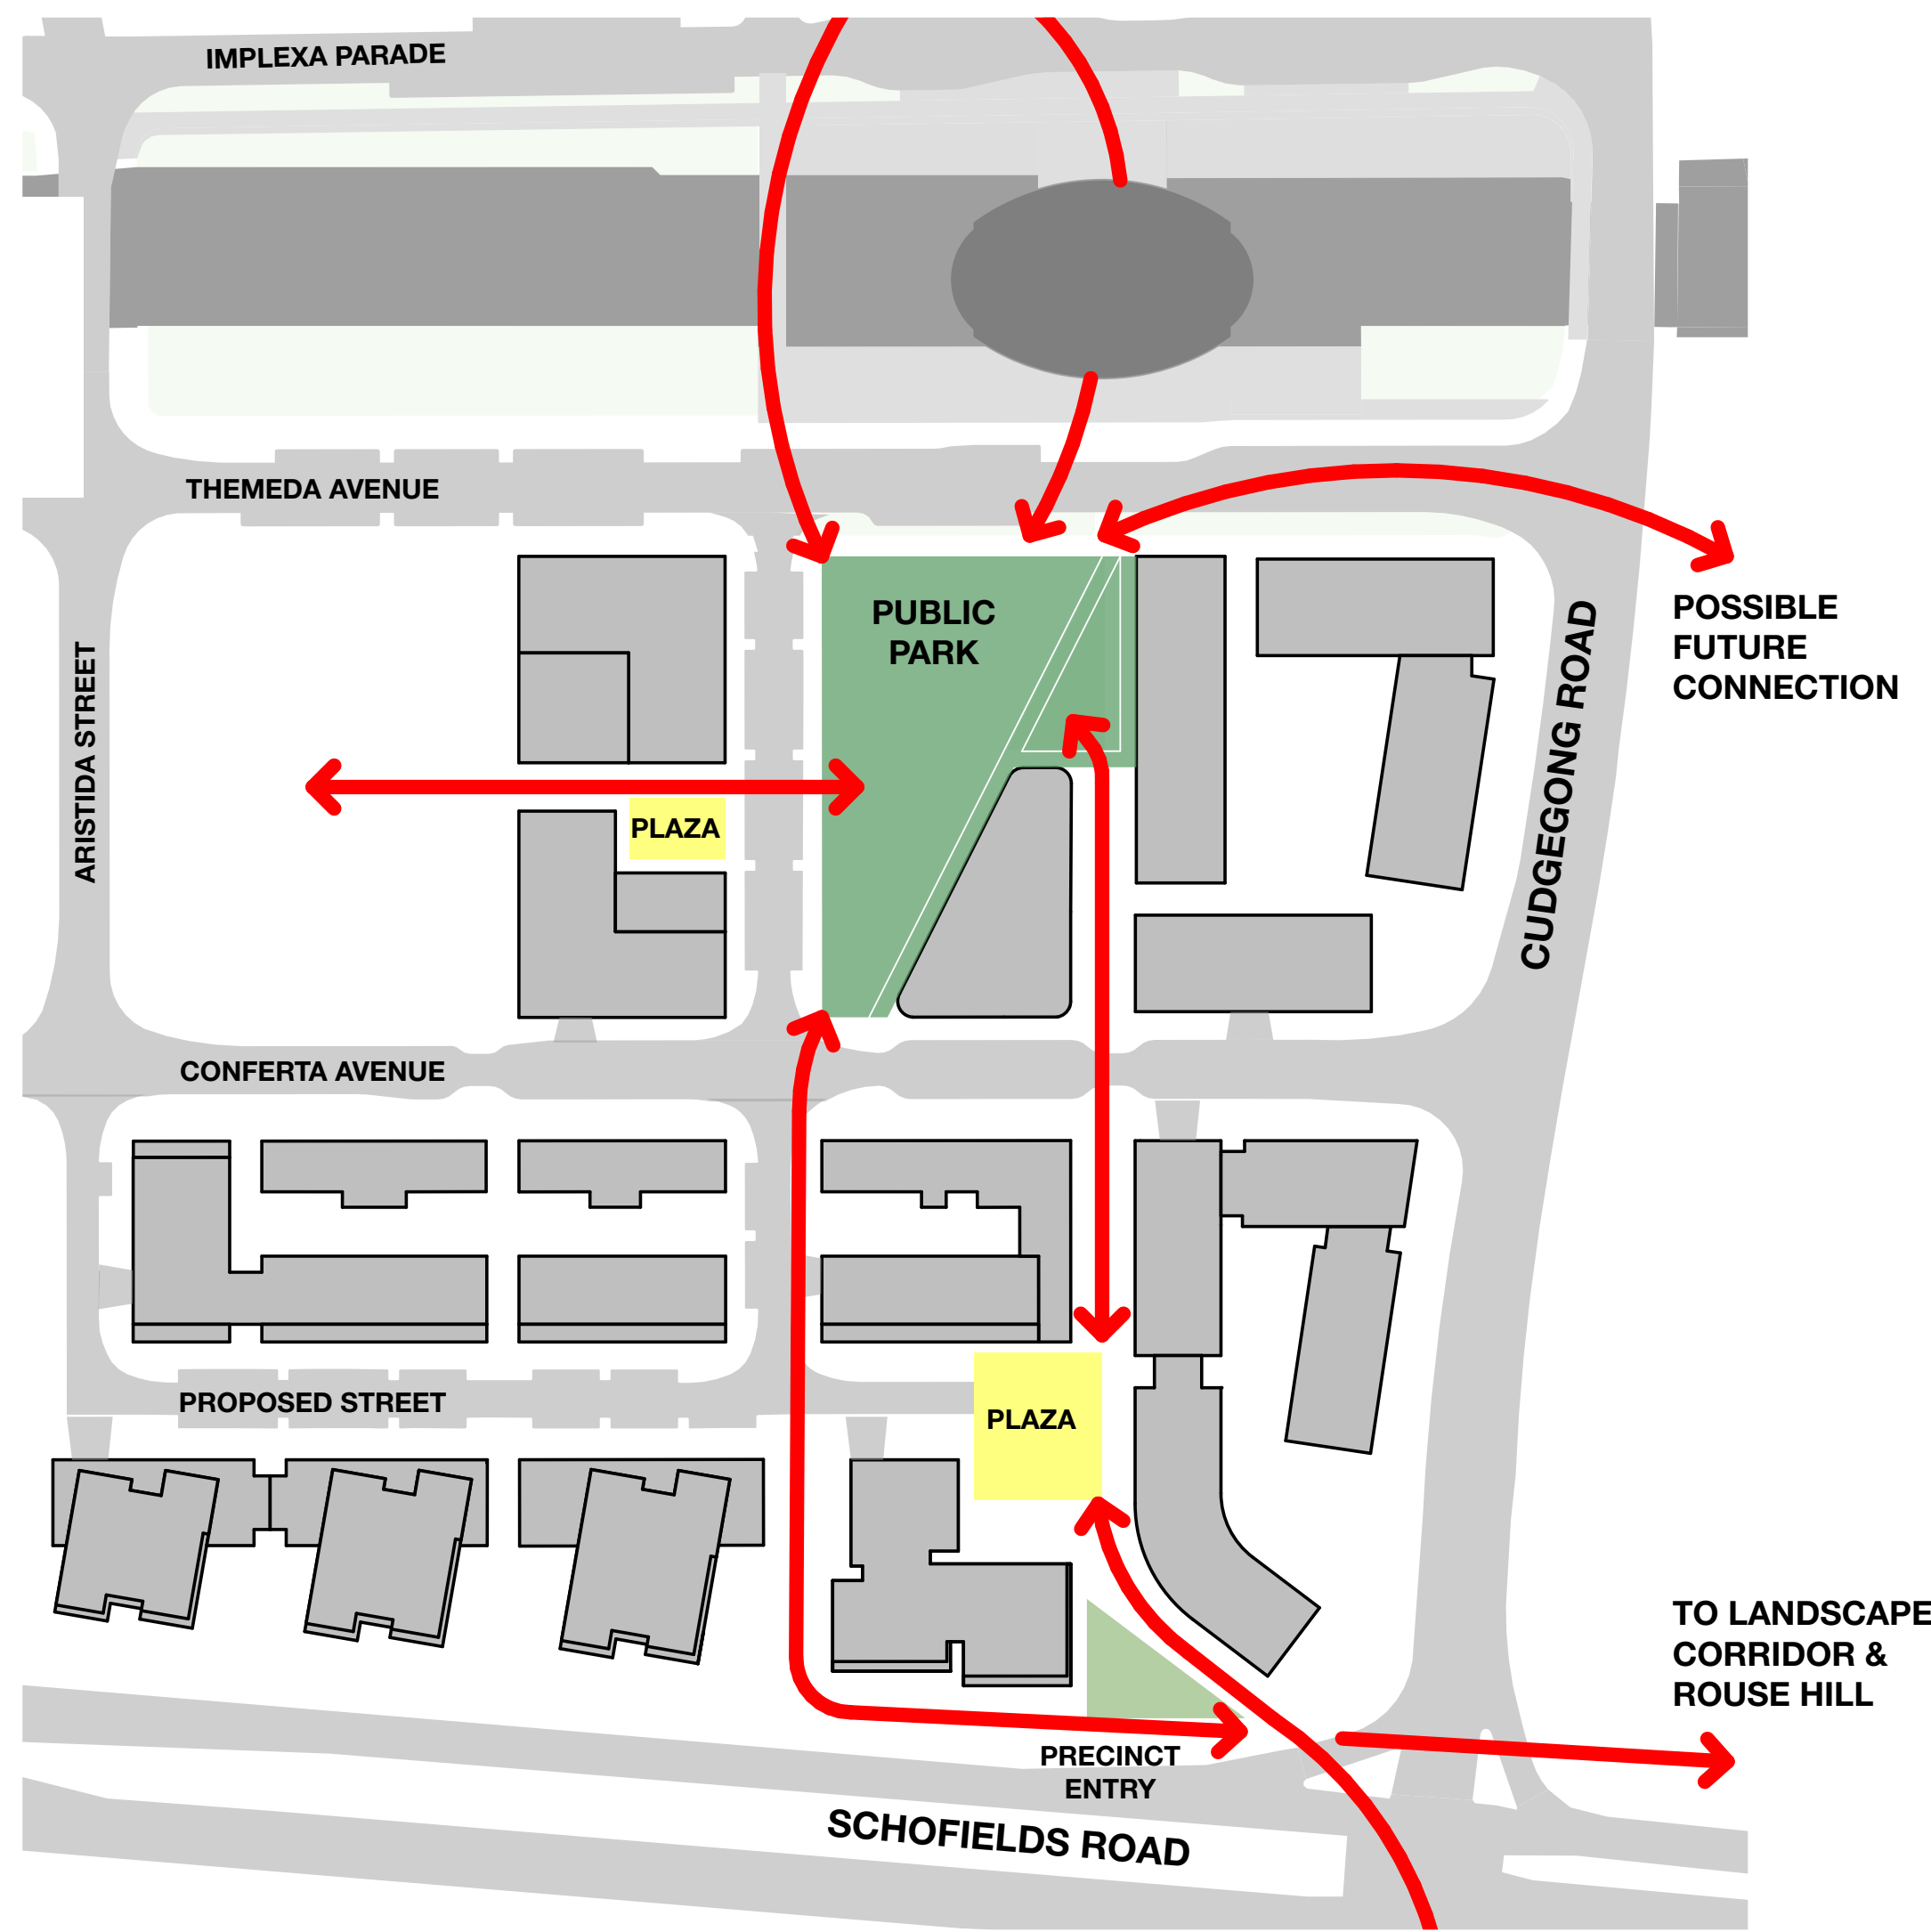 IMPLEXA PARADE
THEMEDA AVENUE
PUBLIC
PARK
POSSIBLE
FUTURE
CONNECTION
ARISTIDA STREET
CUDGEGONG ROAD
PLAZA
CONFERTA AVENUE
PROPOSED STREET
PLAZA
TO LANDSCAPE
CORRIDOR &
ROUSE HILL
PRECINCT
ENTRY
SCHOFIELDS ROAD